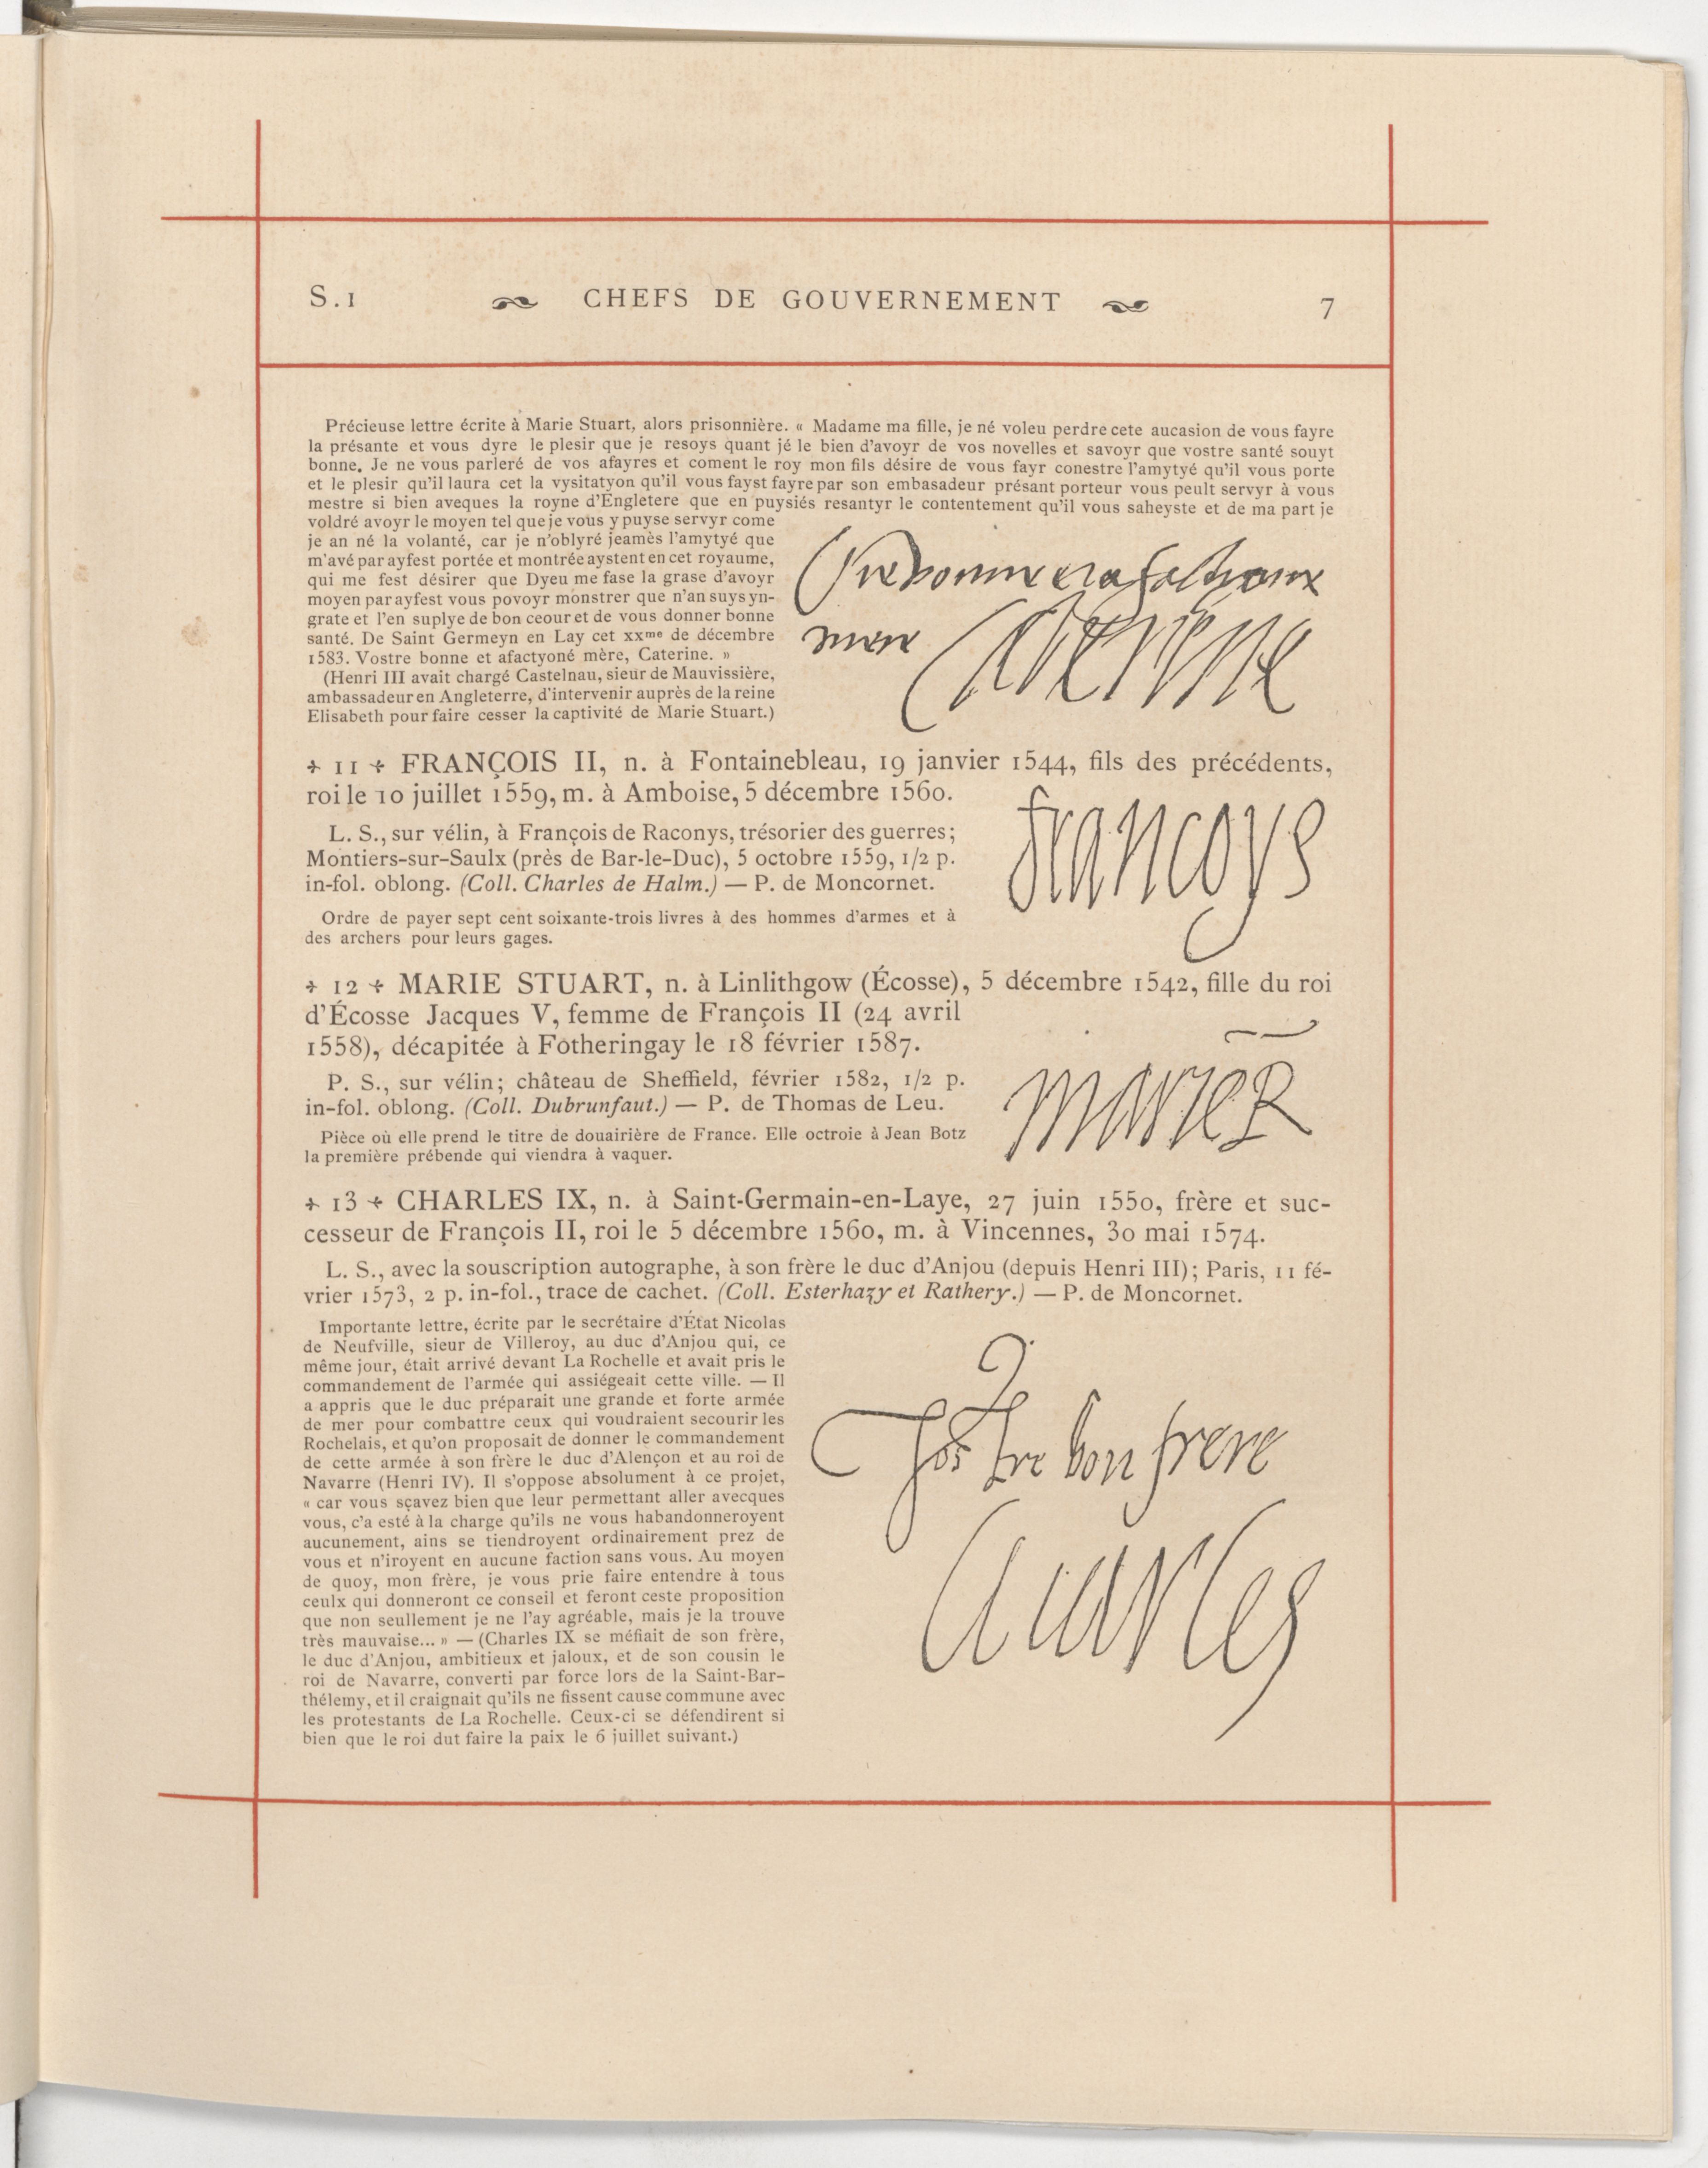 S. 1 CHEFS DE GOUVERNEMENT 7
Précieuse lettre écrite à Marie Stuart, alors prisonnière. « Madame ma fille, je né voleu perdre cete aucasion de vous fayre
la présante et vous dyre le plesir que je resoys quant jé le bien d'avoyr de vos novelles et savoyr que vostre santé souyt
bonne. Je ne vous parleré de vos afayres et coment le roy mon fils désire de vous fayr conestre l'amytyé qu'il vous porte
et le plesir qu'il laura cet la vysitatyon qu'il vous fayst fayre par son embasadeur présant porteur vous peult servyr à vous
mestre si bien aveques la royne d'Engletere que en puysiés resantyr le contentement qu'il vous saheyste et de ma part je
voldré avoyr le moyen tel que je vous y puyse servyr come
je an né la volanté, car je n'oblyré jeamès l'amytyé que
m'avé par ayfest portée et montrée aystent en cet royaume,
qui me fest désirer que Dyeu me fase la grase d'avoyr
moyen par ayfest vous povoyr monstrer que n'an suys yn-
grate et l'en suplye de bon ceour et de vous donner bonne
santé. De Saint Germeyn en Lay cet xxme de décembre
1583. Vostre bonne et afactyoné mère, Caterine. »
(Henri III avait chargé Castelnau, sieur de Mauvissière,
ambassadeur en Angleterre, d'intervenir auprès de la reine
Elisabeth pour faire cesser la captivité de Marie Stuart.)
mere Caterine
11 FRANÇOIS II, n. à Fontainebleau, 19 janvier 1544, fils des précédents,
roi le 10 juillet 1559, m. à Amboise, 5 décembre 1560.
L. S., sur vélin, à François de Raconys, trésorier des guerres;
Montiers-sur-Saulx (près de Bar-le-Duc), 5 octobre 1559, 1/2 p.
in-fol. oblong. (Coll. Charles de Halm.) — P. de Moncornet.
Ordre de payer sept cent soixante-trois livres à des hommes d'armes et à
des archers pour leurs gages.
francoys
12 MARIE STUART, n. à Linlithgow (Écosse), 5 décembre 1542, fille du roi
d'Écosse Jacques V, femme de François II (24 avril
1558), décapitée à Fotheringay le 18 février 1587.
P. S., sur vélin; château de Sheffield, février 1582, 1/2 p.
in-fol. oblong. (Coll. Dubrunfaut.) — P. de Thomas de Leu.
Pièce où elle prend le titre de douairière de France. Elle octroie à Jean Botz
la première prébende qui viendra à vaquer.
Marie R
13 CHARLES IX, n. à Saint-Germain-en-Laye, 27 juin 1550, frère et suc-
cesseur de François II, roi le 5 décembre 1560, m. à Vincennes, 30 mai 1574.
L. S., avec la souscription autographe, à son frère le duc d'Anjou (depuis Henri III); Paris, 11 fé-
vrier 1573, 2 p. in-fol., trace de cachet. (Coll. Esterhazy et Rathery.) — P. de Moncornet.
Importante lettre, écrite par le secrétaire d'État Nicolas
de Neufville, sieur de Villeroy, au duc d'Anjou qui, ce
même jour, était arrivé devant La Rochelle et avait pris le
commandement de l'armée qui assiégeait cette ville. — Il
a appris que le duc préparait une grande et forte armée
de mer pour combattre ceux qui voudraient secourir les
Rochelais, et qu'on proposait de donner le commandement
de cette armée à son frère le duc d'Alençon et au roi de
Navarre (Henri IV). Il s'oppose absolument à ce projet,
« car vous sçavez bien que leur permettant aller avecques
vous, c'a esté à la charge qu'ils ne vous habandonneroyent
aucunement, ains se tiendroyent ordinairement prez de
vous et n'iroyent en aucune faction sans vous. Au moyen
de quoy, mon frère, je vous prie faire entendre à tous
ceulx qui donneront ce conseil et feront ceste proposition
que non seullement je ne l'ay agréable, mais je la trouve
très mauvaise... » — (Charles IX se méfiait de son frère,
le duc d'Anjou, ambitieux et jaloux, et de son cousin le
roi de Navarre, converti par force lors de la Saint-Bar-
thélemy, et il craignait qu'ils ne fissent cause commune avec
les protestants de La Rochelle. Ceux-ci se défendirent si
bien que le roi dut faire la paix le 6 juillet suivant.)
Vostre bon frere
Charles